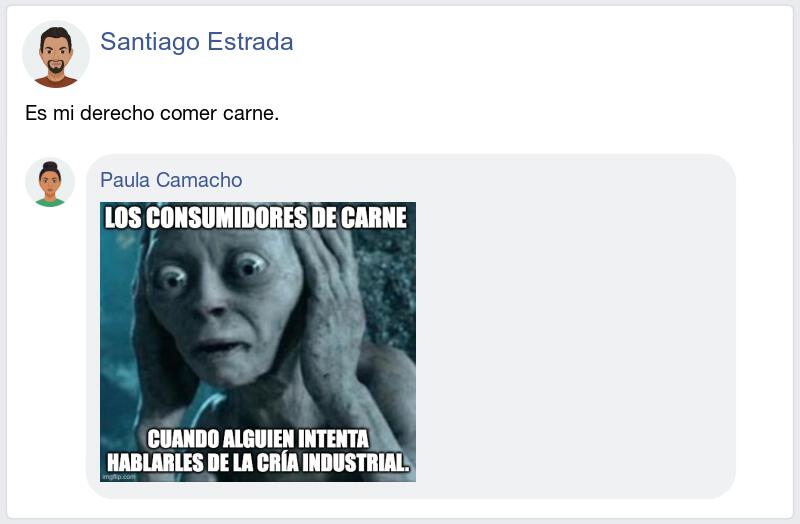 Santiago Estrada
Es mi derecho comer carne.
Paula Camacho
LOS CONSUMIDORES DE CARNE
CUANDO ALGUIEN INTENTA
HABLARLES DE LA CRÍA INDUSTRIAL.
imgflip.com